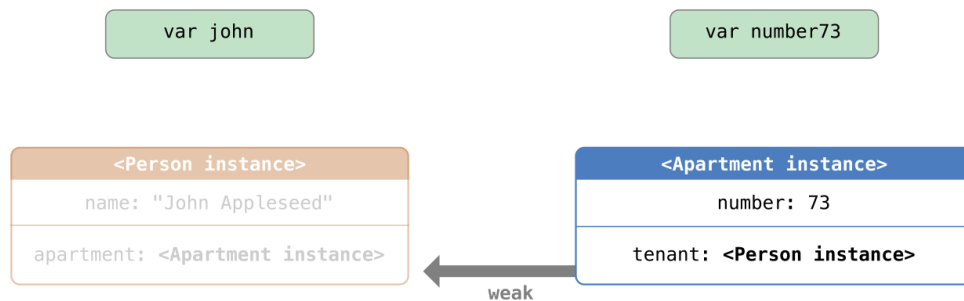 var john
var number73
<Person instance>
name: "John Appleseed"
apartment: <Apartment instance>
<Apartment instance>
number: 73
tenant: <Person instance>
weak